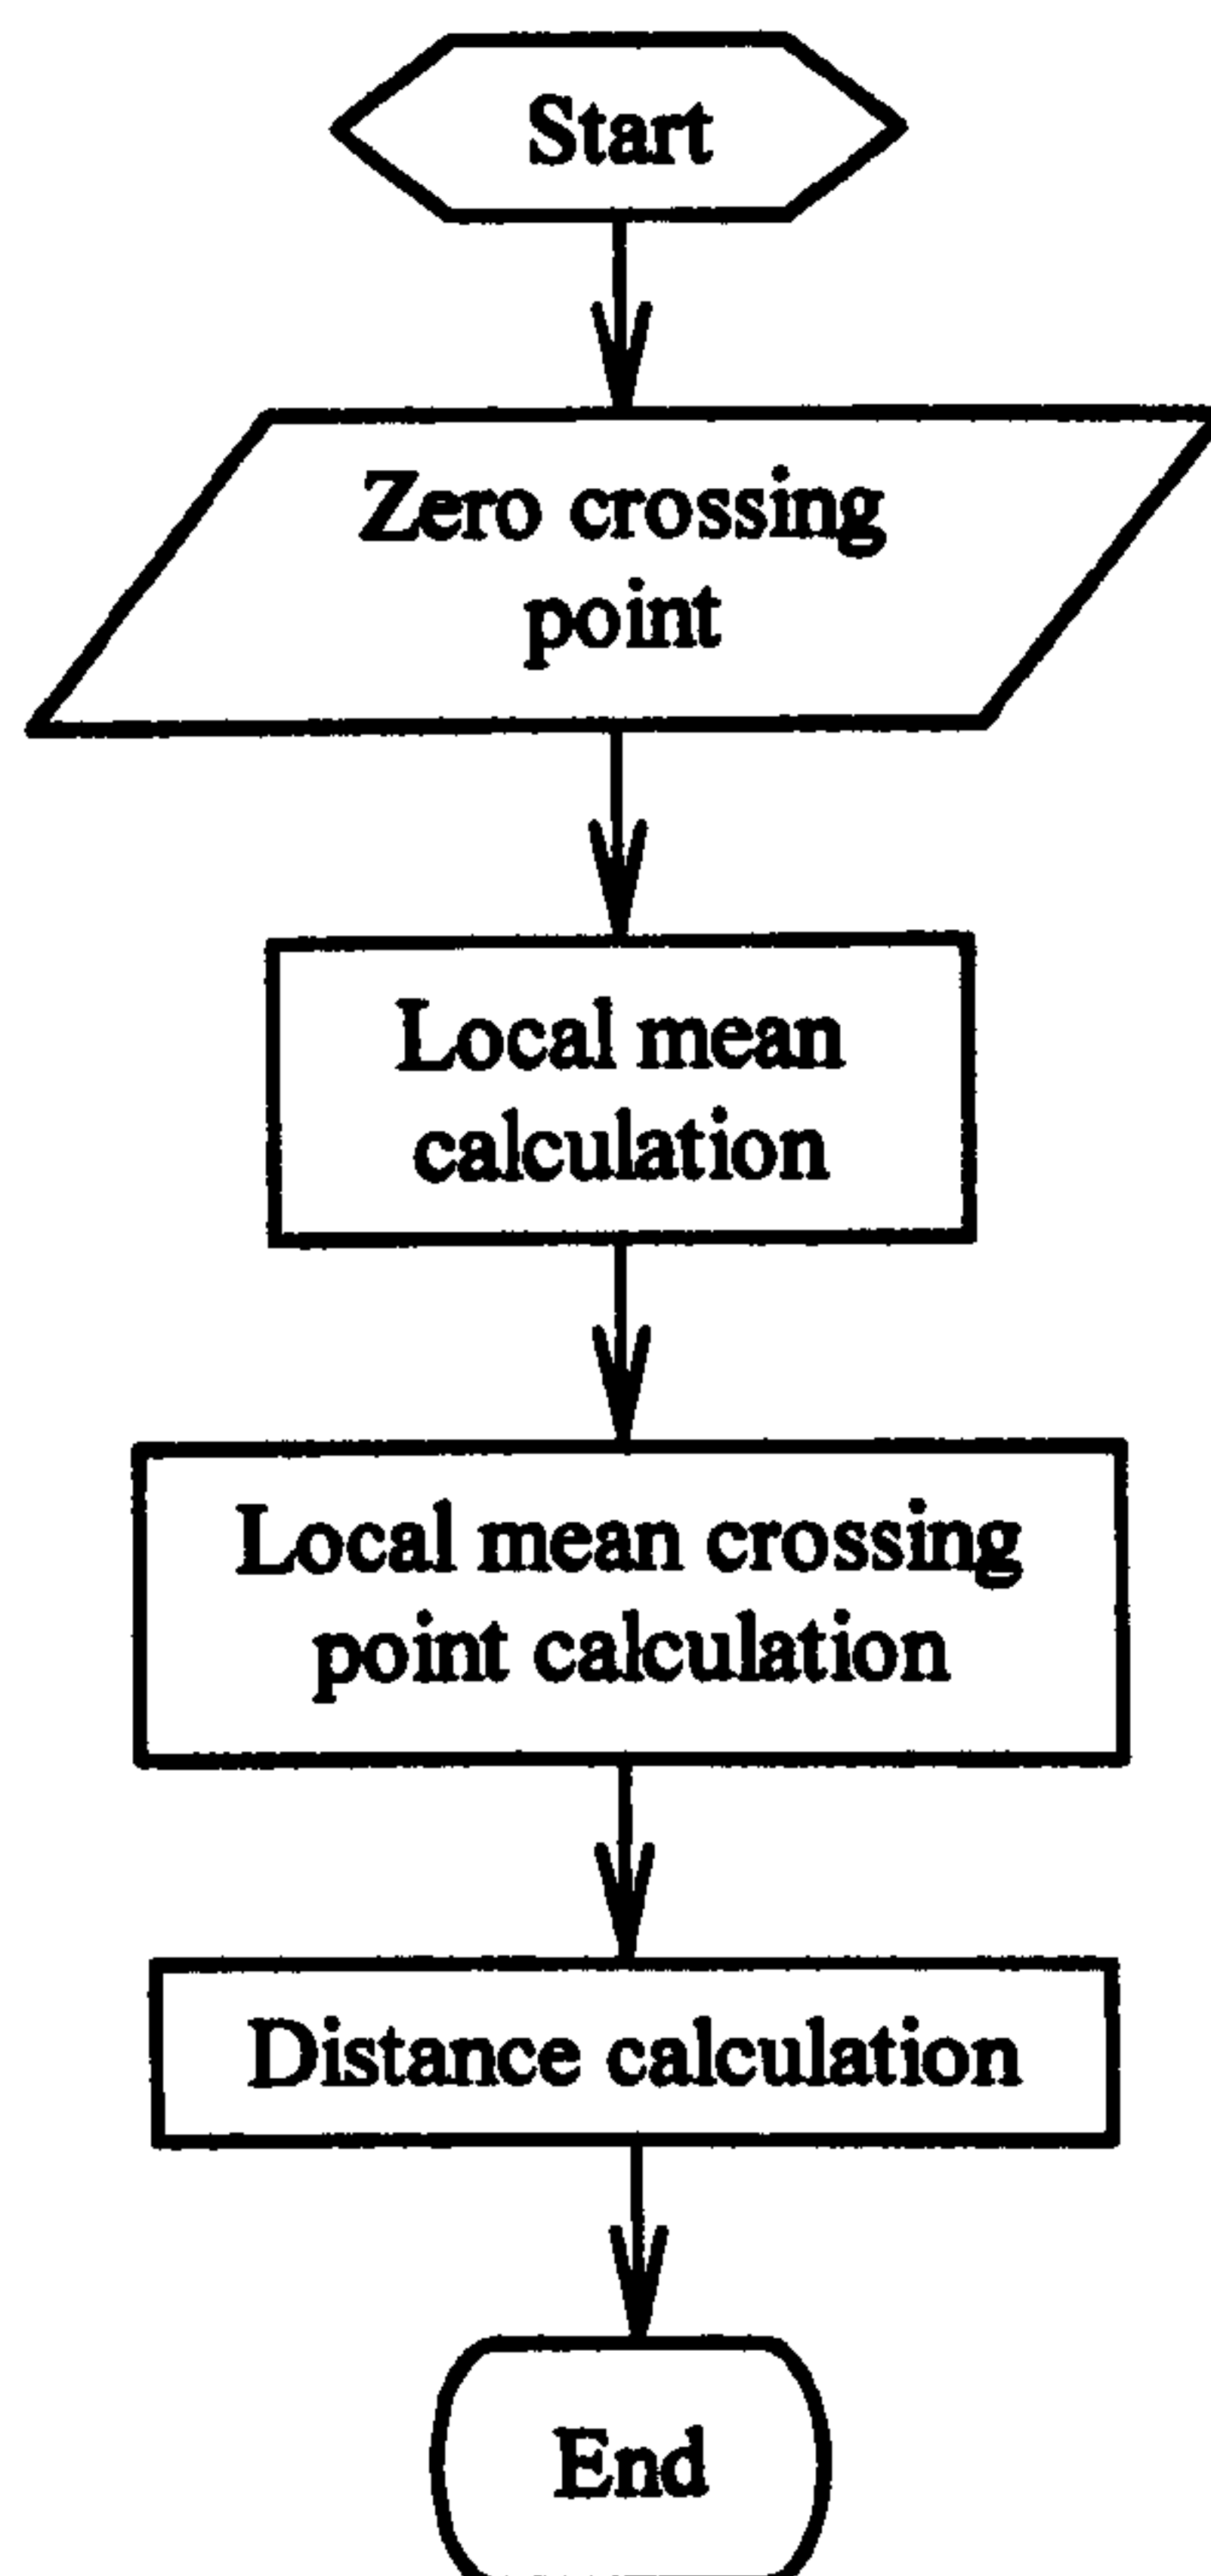 Start
Zero crossing
point
Local mean
calculation
Local mean crossing
point calculation
Distance calculation
End